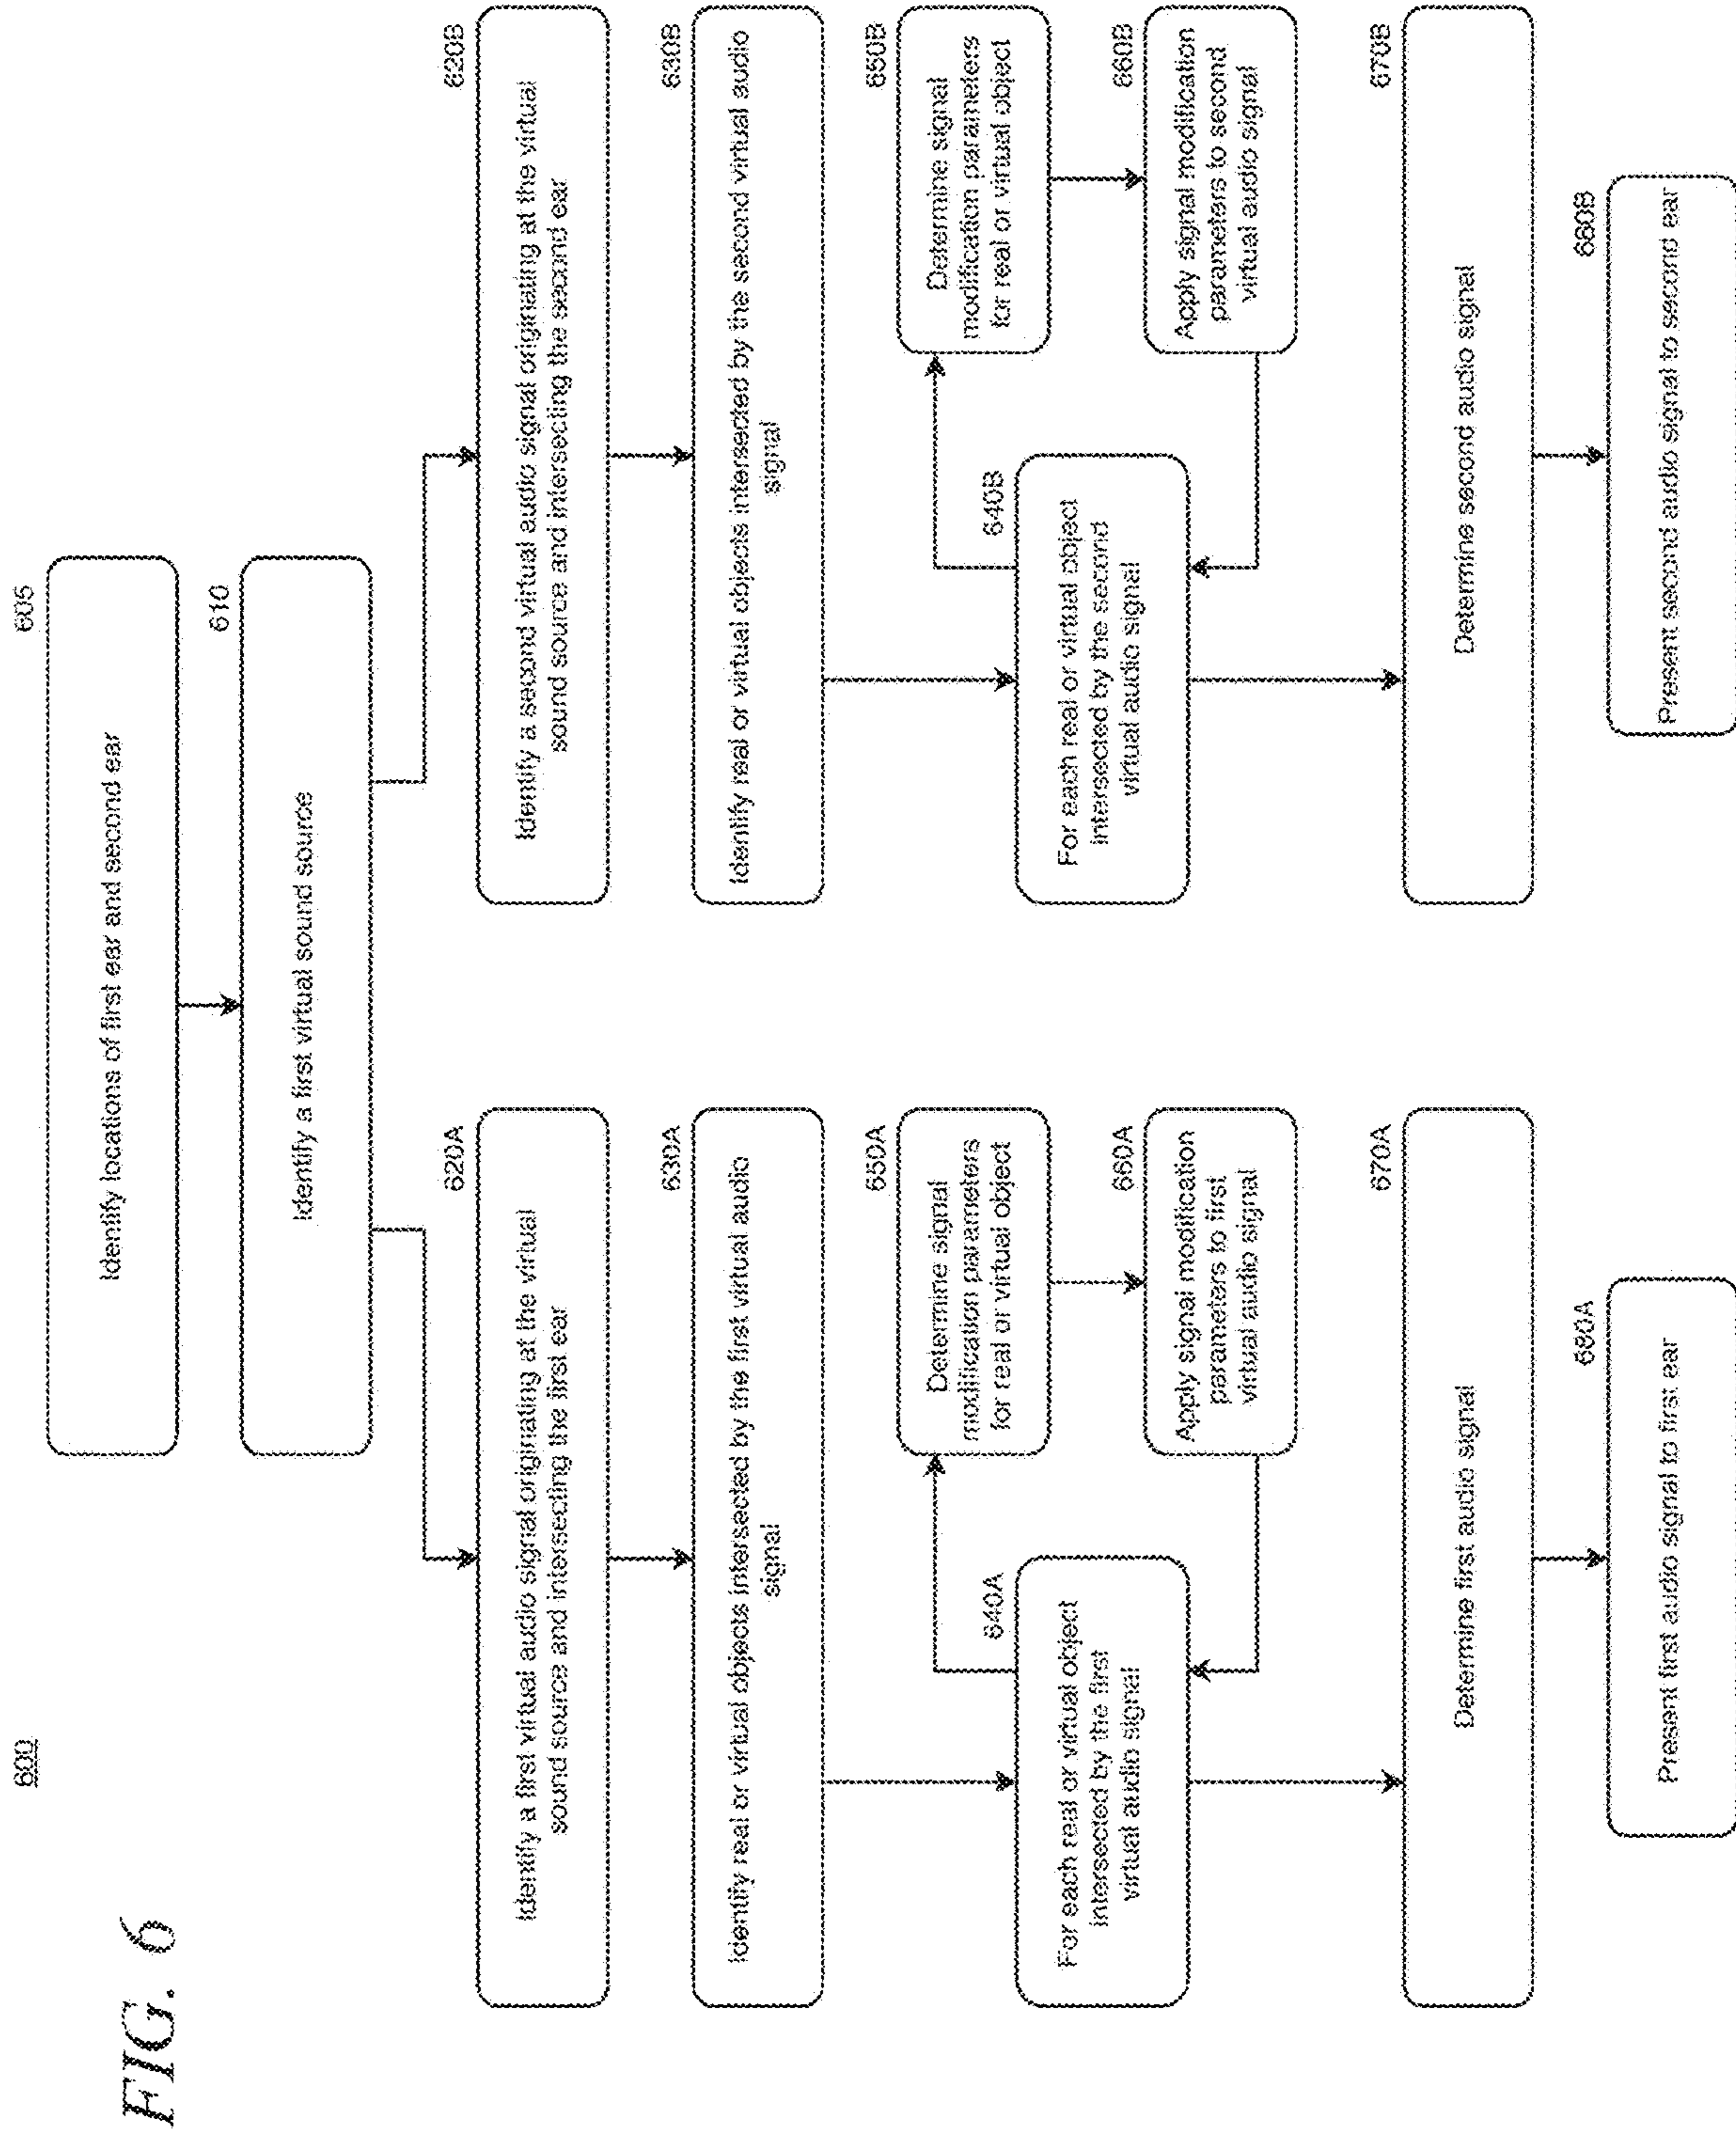 600
FIG. 6
605
Identify locations of first ear and second ear
610
Identify a first virtual sound source
620A
Identify a first virtual audio signal originating at the virtual
sound source and intersecting the first ear
630A
Identify real or virtual objects intersected by the first virtual audio
signal
640A
For each real or virtual object
intersected by the first
virtual audio signal
650A
Determine signal
modification parameters
for real or virtual object
660A
Apply signal modification
parameters to first
virtual audio signal
670A
Determine first audio signal
680A
Present first audio signal to first ear
620B
Identify a second virtual audio signal originating at the virtual
sound source and intersecting the second ear
630B
Identify real or virtual objects intersected by the second virtual audio
signal
640B
For each real or virtual object
intersected by the second
virtual audio signal
650B
Determine signal
modification parameters
for real or virtual object
660B
Apply signal modification
parameters to second
virtual audio signal
670B
Determine second audio signal
680B
Present second audio signal to second ear